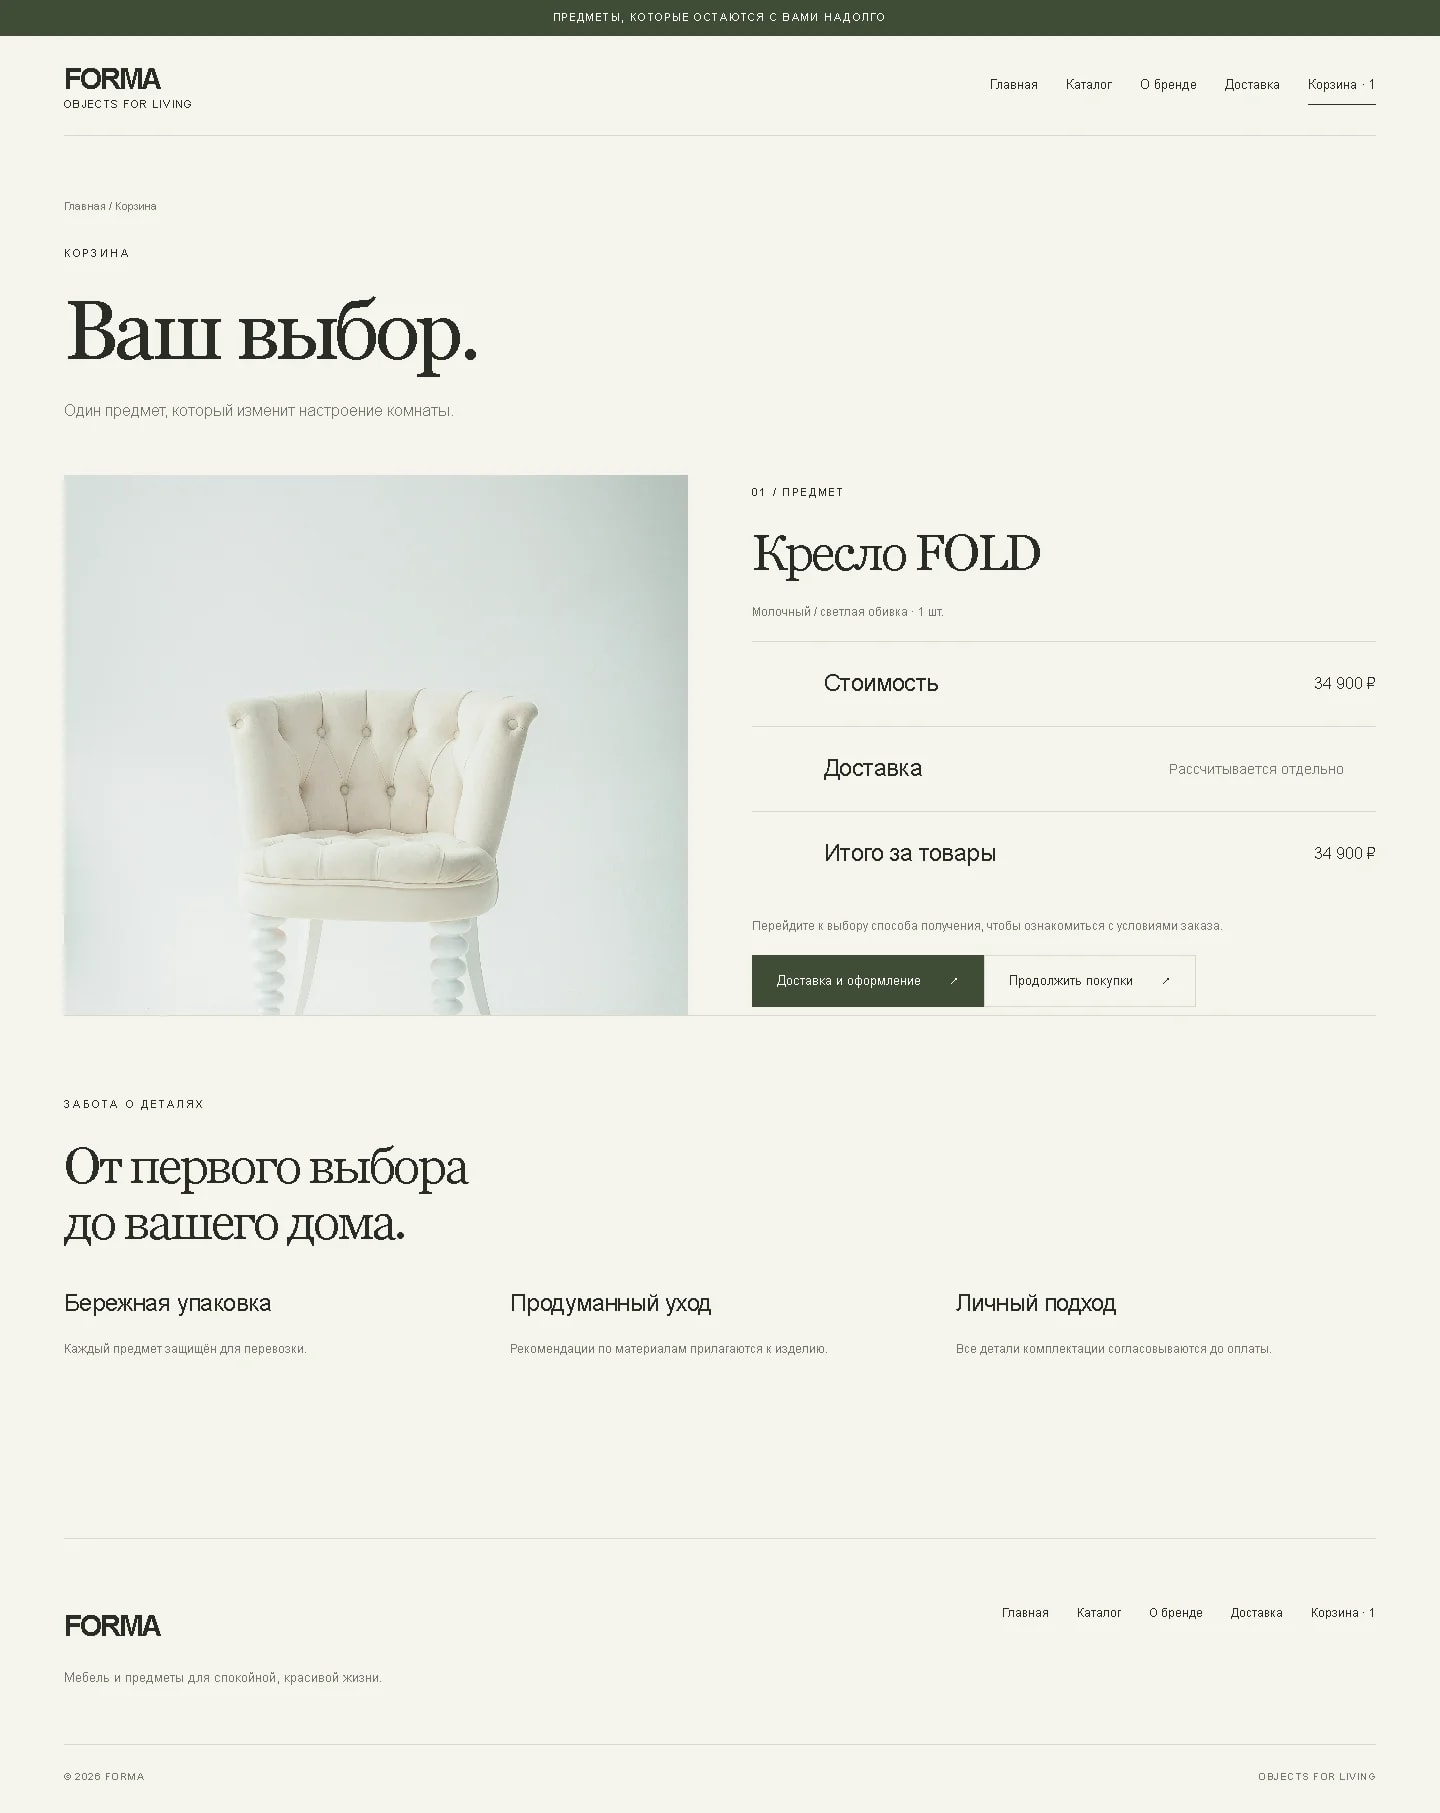 ПРЕДМЕТЫ, КОТОРЫЕ ОСТАЮТСЯ С ВАМИ НАДОЛГО
FORMA
OBJECTS FOR LIVING
Главная Каталог О бренде Доставка Корзина · 1
Главная / Корзина
КОРЗИНА
Ваш выбор.
Один предмет, который изменит настроение комнаты.
01 / ПРЕДМЕТ
Кресло FOLD
Молочный / светлая обивка · 1 шт.
Стоимость 34 900 ₽
Доставка Рассчитывается отдельно
Итого за товары 34 900 ₽
Перейдите к выбору способа получения, чтобы ознакомиться с условиями заказа.
Доставка и оформление ↗ Продолжить покупки ↗
ЗАБОТА О ДЕТАЛЯХ
От первого выбора
до вашего дома.
Бережная упаковка
Каждый предмет защищён для перевозки.
Продуманный уход
Рекомендации по материалам прилагаются к изделию.
Личный подход
Все детали комплектации согласовываются до оплаты.
FORMA
Мебель и предметы для спокойной, красивой жизни.
Главная Каталог О бренде Доставка Корзина · 1
© 2026 FORMA
OBJECTS FOR LIVING